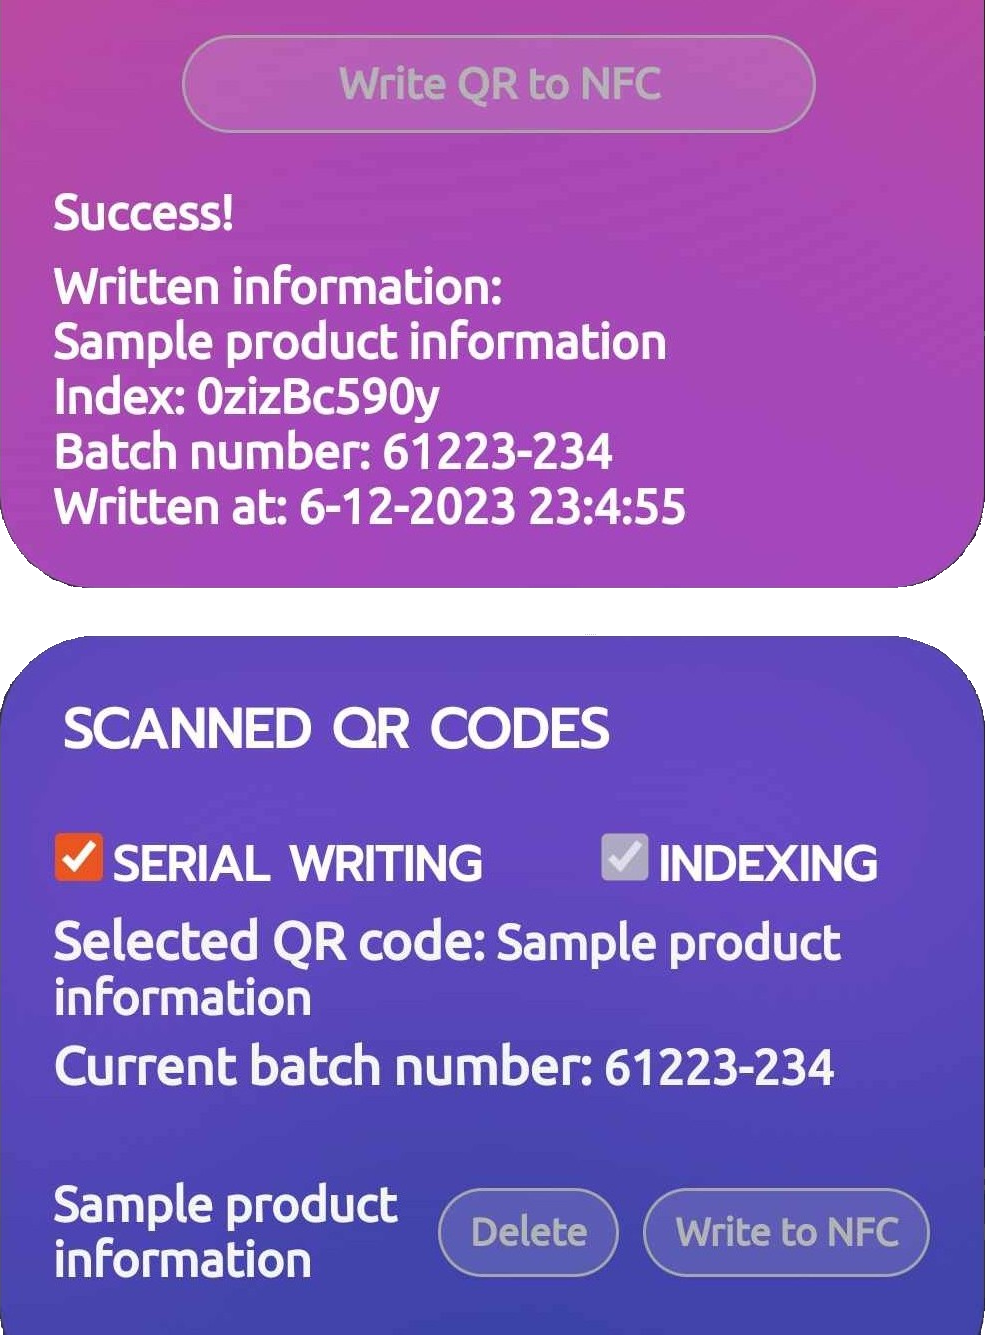 Write QR to NFC
Success!
Written information:
Sample product information
Index: 0zizBc590y
Batch number: 61223-234
Written at: 6-12-2023 23:4:55
SCANNED QR CODES
SERIAL WRITING
INDEXING
Selected QR code: Sample product
information
Current batch number: 61223-234
Sample product
information
Delete
Write to NFC